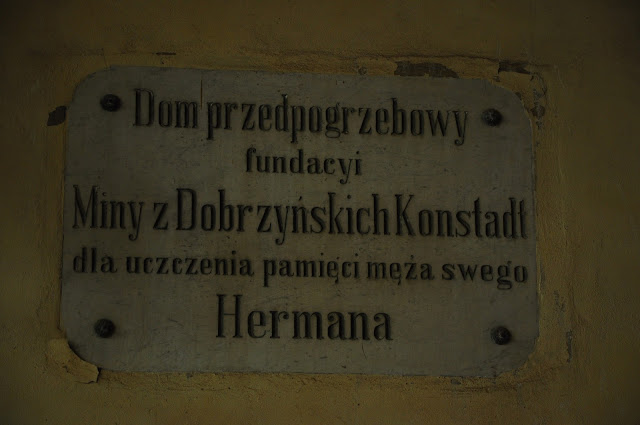 Dom przedpogrzebowy
fundacyi
Miny z Dobrzyńskich Konstadt
dla uczczenia pamięci męża swego
Hermana